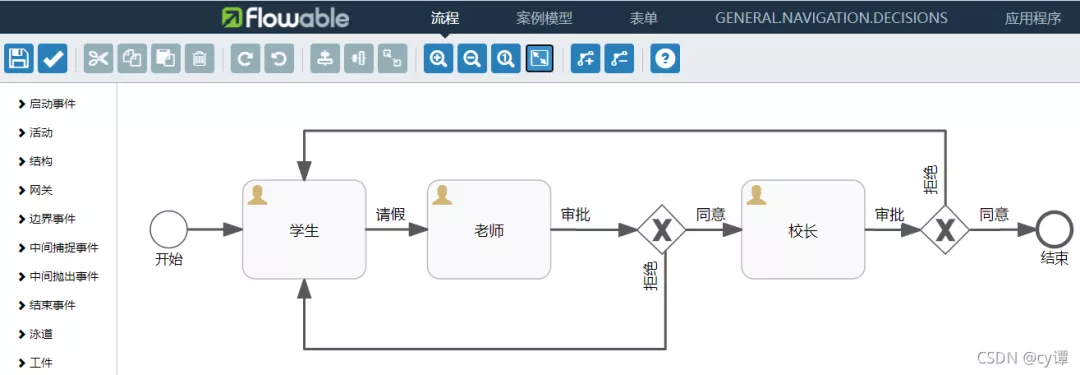 Flowable 流程 案例模型 表单 GENERAL.NAVIGATION.DECISIONS 应用程序
启动事件
活动
结构
网关
边界事件
中间捕捉事件
中间抛出事件
结束事件
泳道
工件
开始
学生
请假
老师
审批
X
同意
拒绝
校长
审批
X
同意
拒绝
结束
CSDN @cy谭